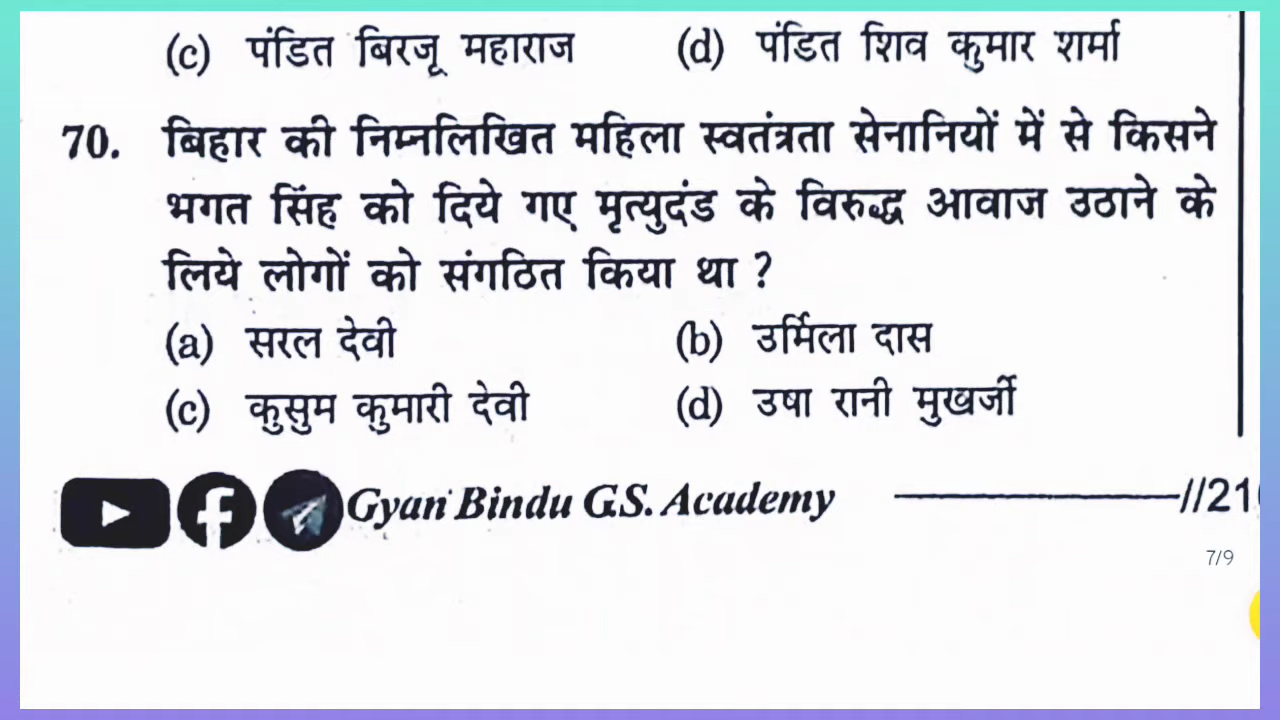 (c) पंडित बिरजू महाराज (d) पंडित शिव कुमार शर्मा
70. बिहार की निम्नलिखित महिला स्वतंत्रता सेनानियों में से किसने
भगत सिंह को दिये गए मृत्युदंड के विरुद्ध आवाज उठाने के
लिये लोगों को संगठित किया था ?
(a) सरल देवी (b) उर्मिला दास
(c) कुसुम कुमारी देवी (d) उषा रानी मुखर्जी
Gyan Bindu G.S. Academy //21
7/9